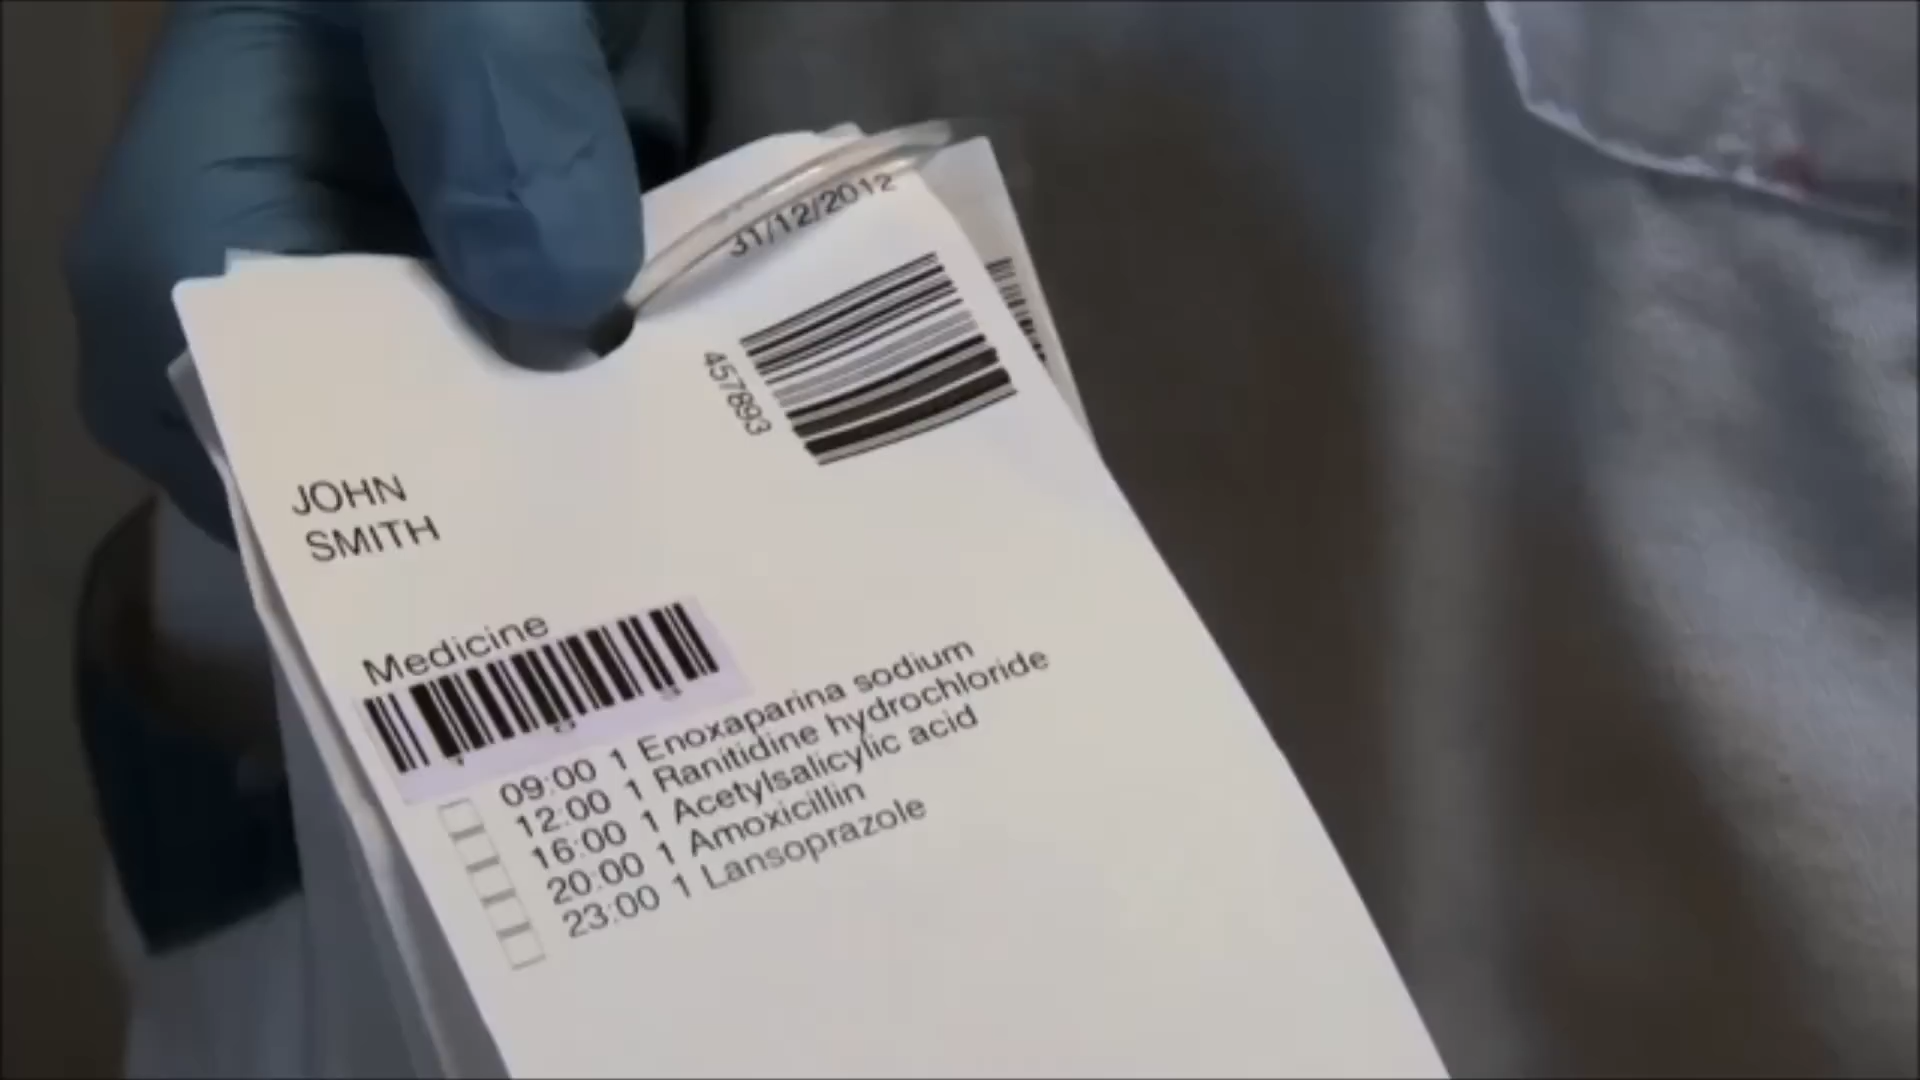 31/12/2012
457893
JOHN
SMITH
Medicine
09:00 1 Enoxaparina sodium
12:00 1 Ranitidine hydrochloride
16:00 1 Acetylsalicylic acid
20:00 1 Amoxicillin
23:00 1 Lansoprazole